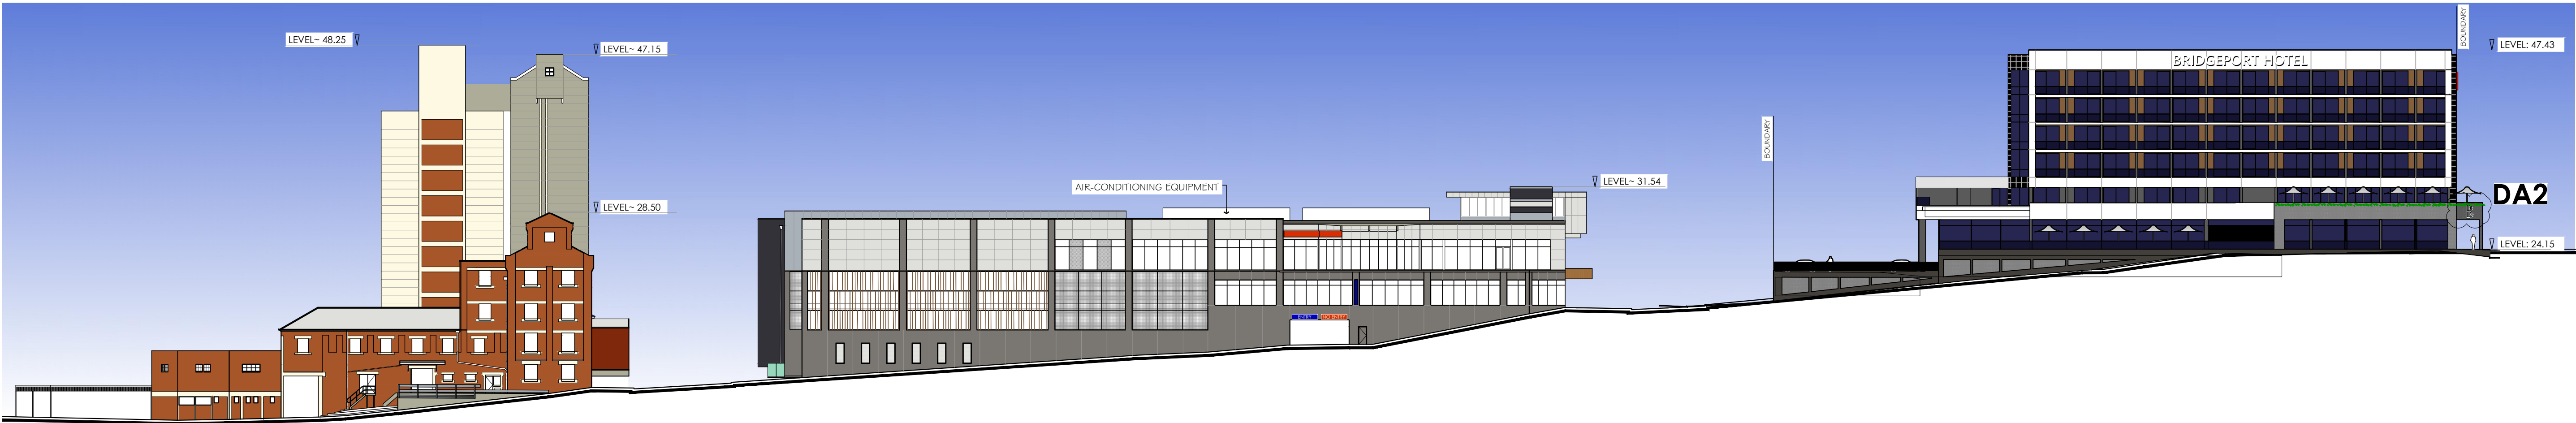 LEVEL~ 48.25
LEVEL~ 47.15
LEVEL~ 28.50
AIR-CONDITIONING EQUIPMENT
LEVEL~ 31.54
ENTRY
BOUNDARY
BRIDGEPORT HOTEL
BOUNDARY
LEVEL: 47.43
DA2
LEVEL: 24.15